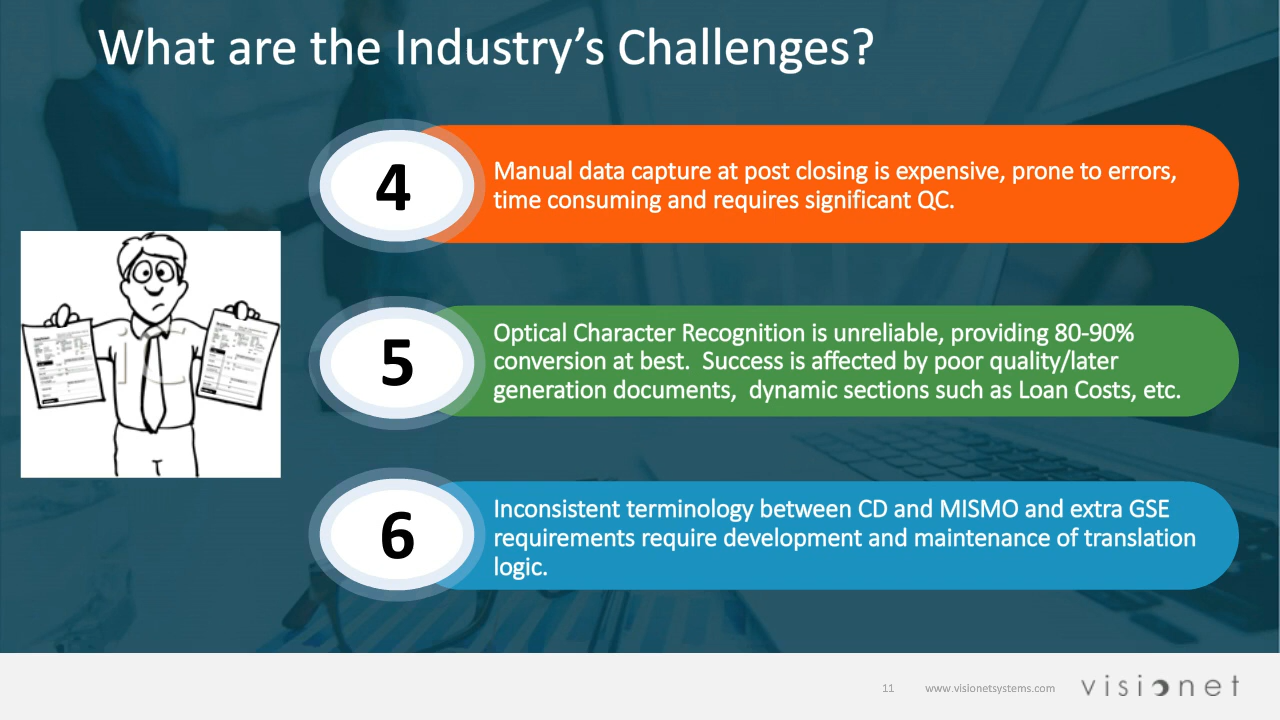 What are the Industry’s Challenges?
4
Manual data capture at post closing is expensive, prone to errors,
time consuming and requires significant QC.
5
Optical Character Recognition is unreliable, providing 80-90%
conversion at best.  Success is affected by poor quality/later
generation documents,  dynamic sections such as Loan Costs, etc.
6
Inconsistent terminology between CD and MISMO and extra GSE
requirements require development and maintenance of translation
logic.
11
www.visionetsystems.com
visionet